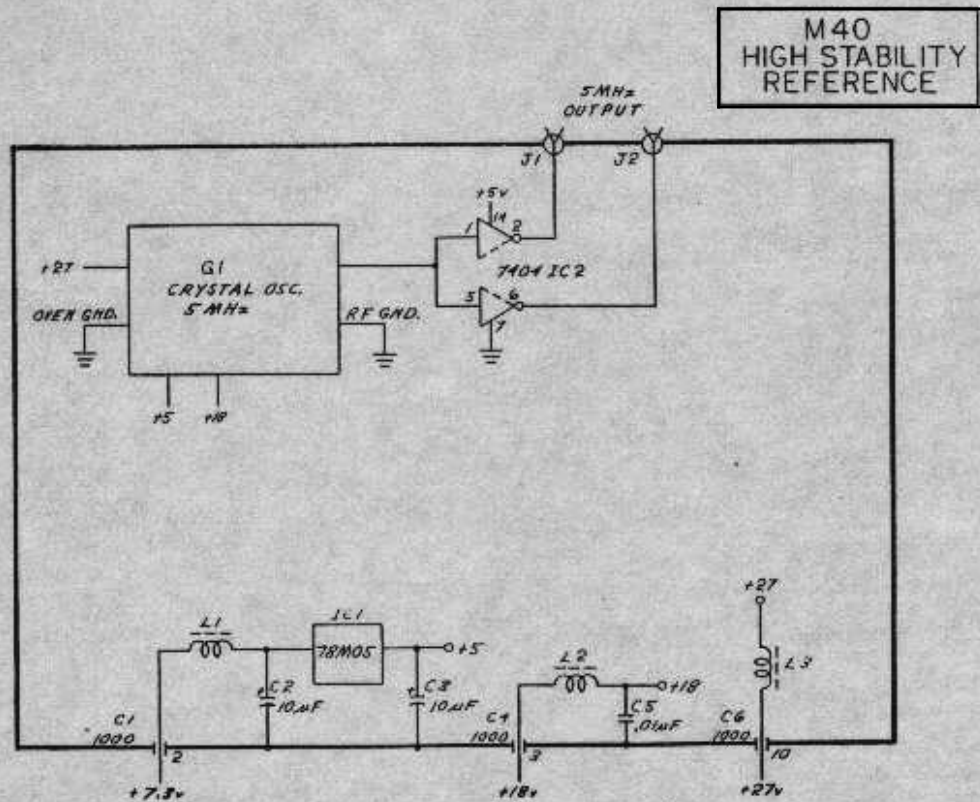 M40
HIGH STABILITY
REFERENCE
5MHz
OUTPUT
J1
J2
+5v
14
1
2
7404 IC2
5
6
7
+27
G1
CRYSTAL OSC.
5 MHz
OVEN GND.
RF GND.
+5
+18
+27
L1
IC1
78M05
+5
L2
L3
+18
+
C2
10µF
+
C3
10µF
C5
.01µF
C1
1000
2
C4
1000
3
C6
1000
10
+7.3v
+18v
+27v